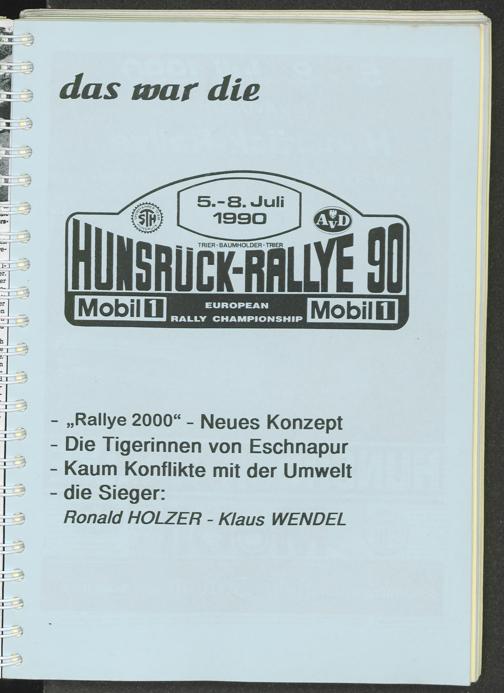 das war die
5.-8. Juli
1990
STH
AvD
TRIER-BAUMHOLDER-TRIER
HUNSRÜCK-RALLYE 90
Mobil 1
EUROPEAN
RALLY CHAMPIONSHIP
Mobil 1
- „Rallye 2000“ - Neues Konzept
- Die Tigerinnen von Eschnapur
- Kaum Konflikte mit der Umwelt
- die Sieger:
Ronald HOLZER - Klaus WENDEL